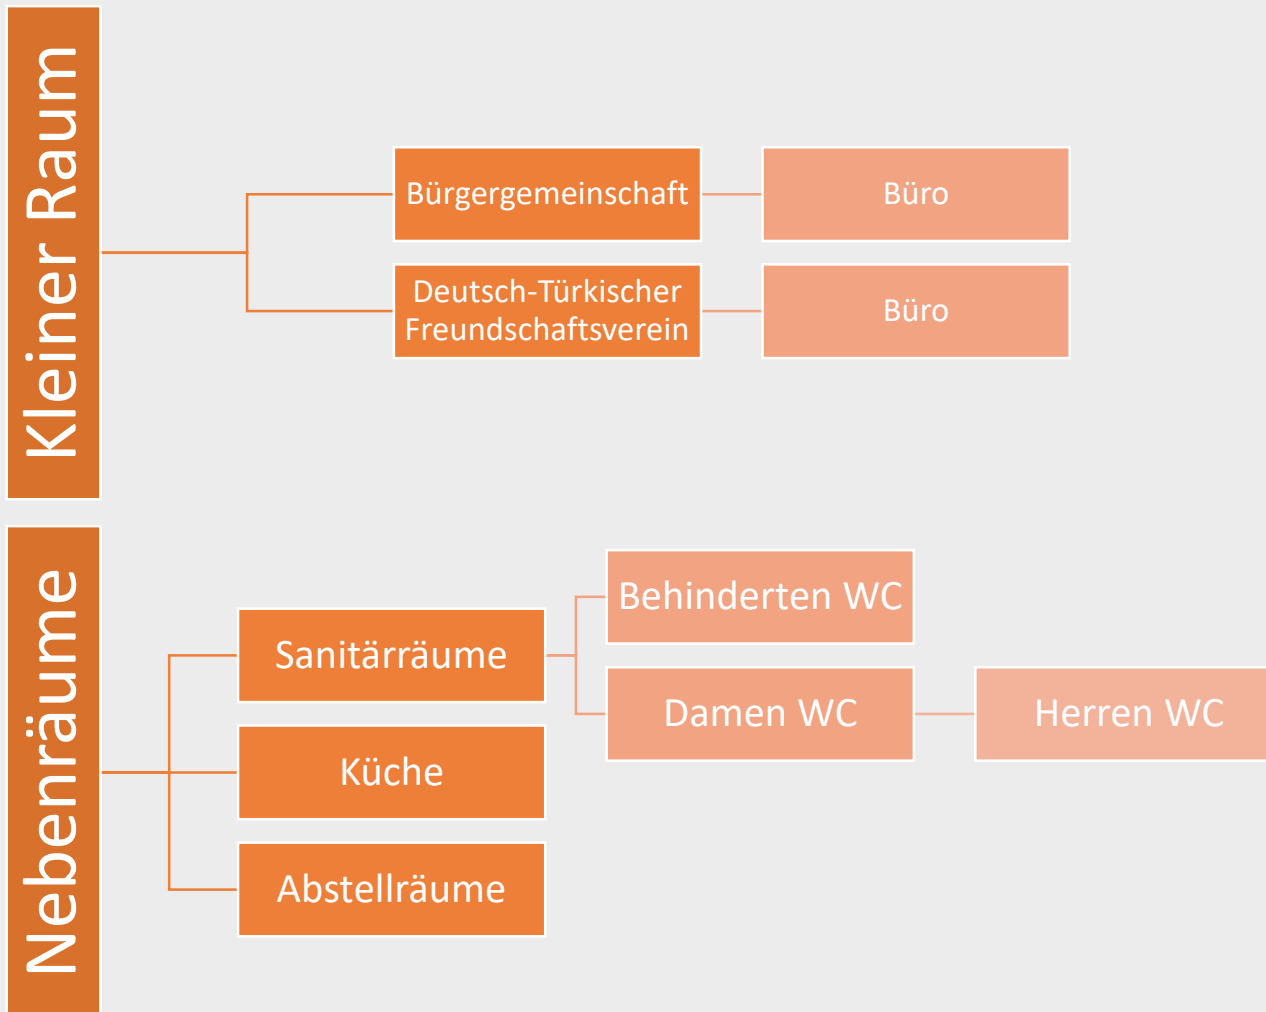 Kleiner Raum
Bürgergemeinschaft
Büro
Deutsch-Türkischer
Freundschaftsverein
Büro
Nebenräume
Sanitärräume
Behinderten WC
Damen WC
Herren WC
Küche
Abstellräume